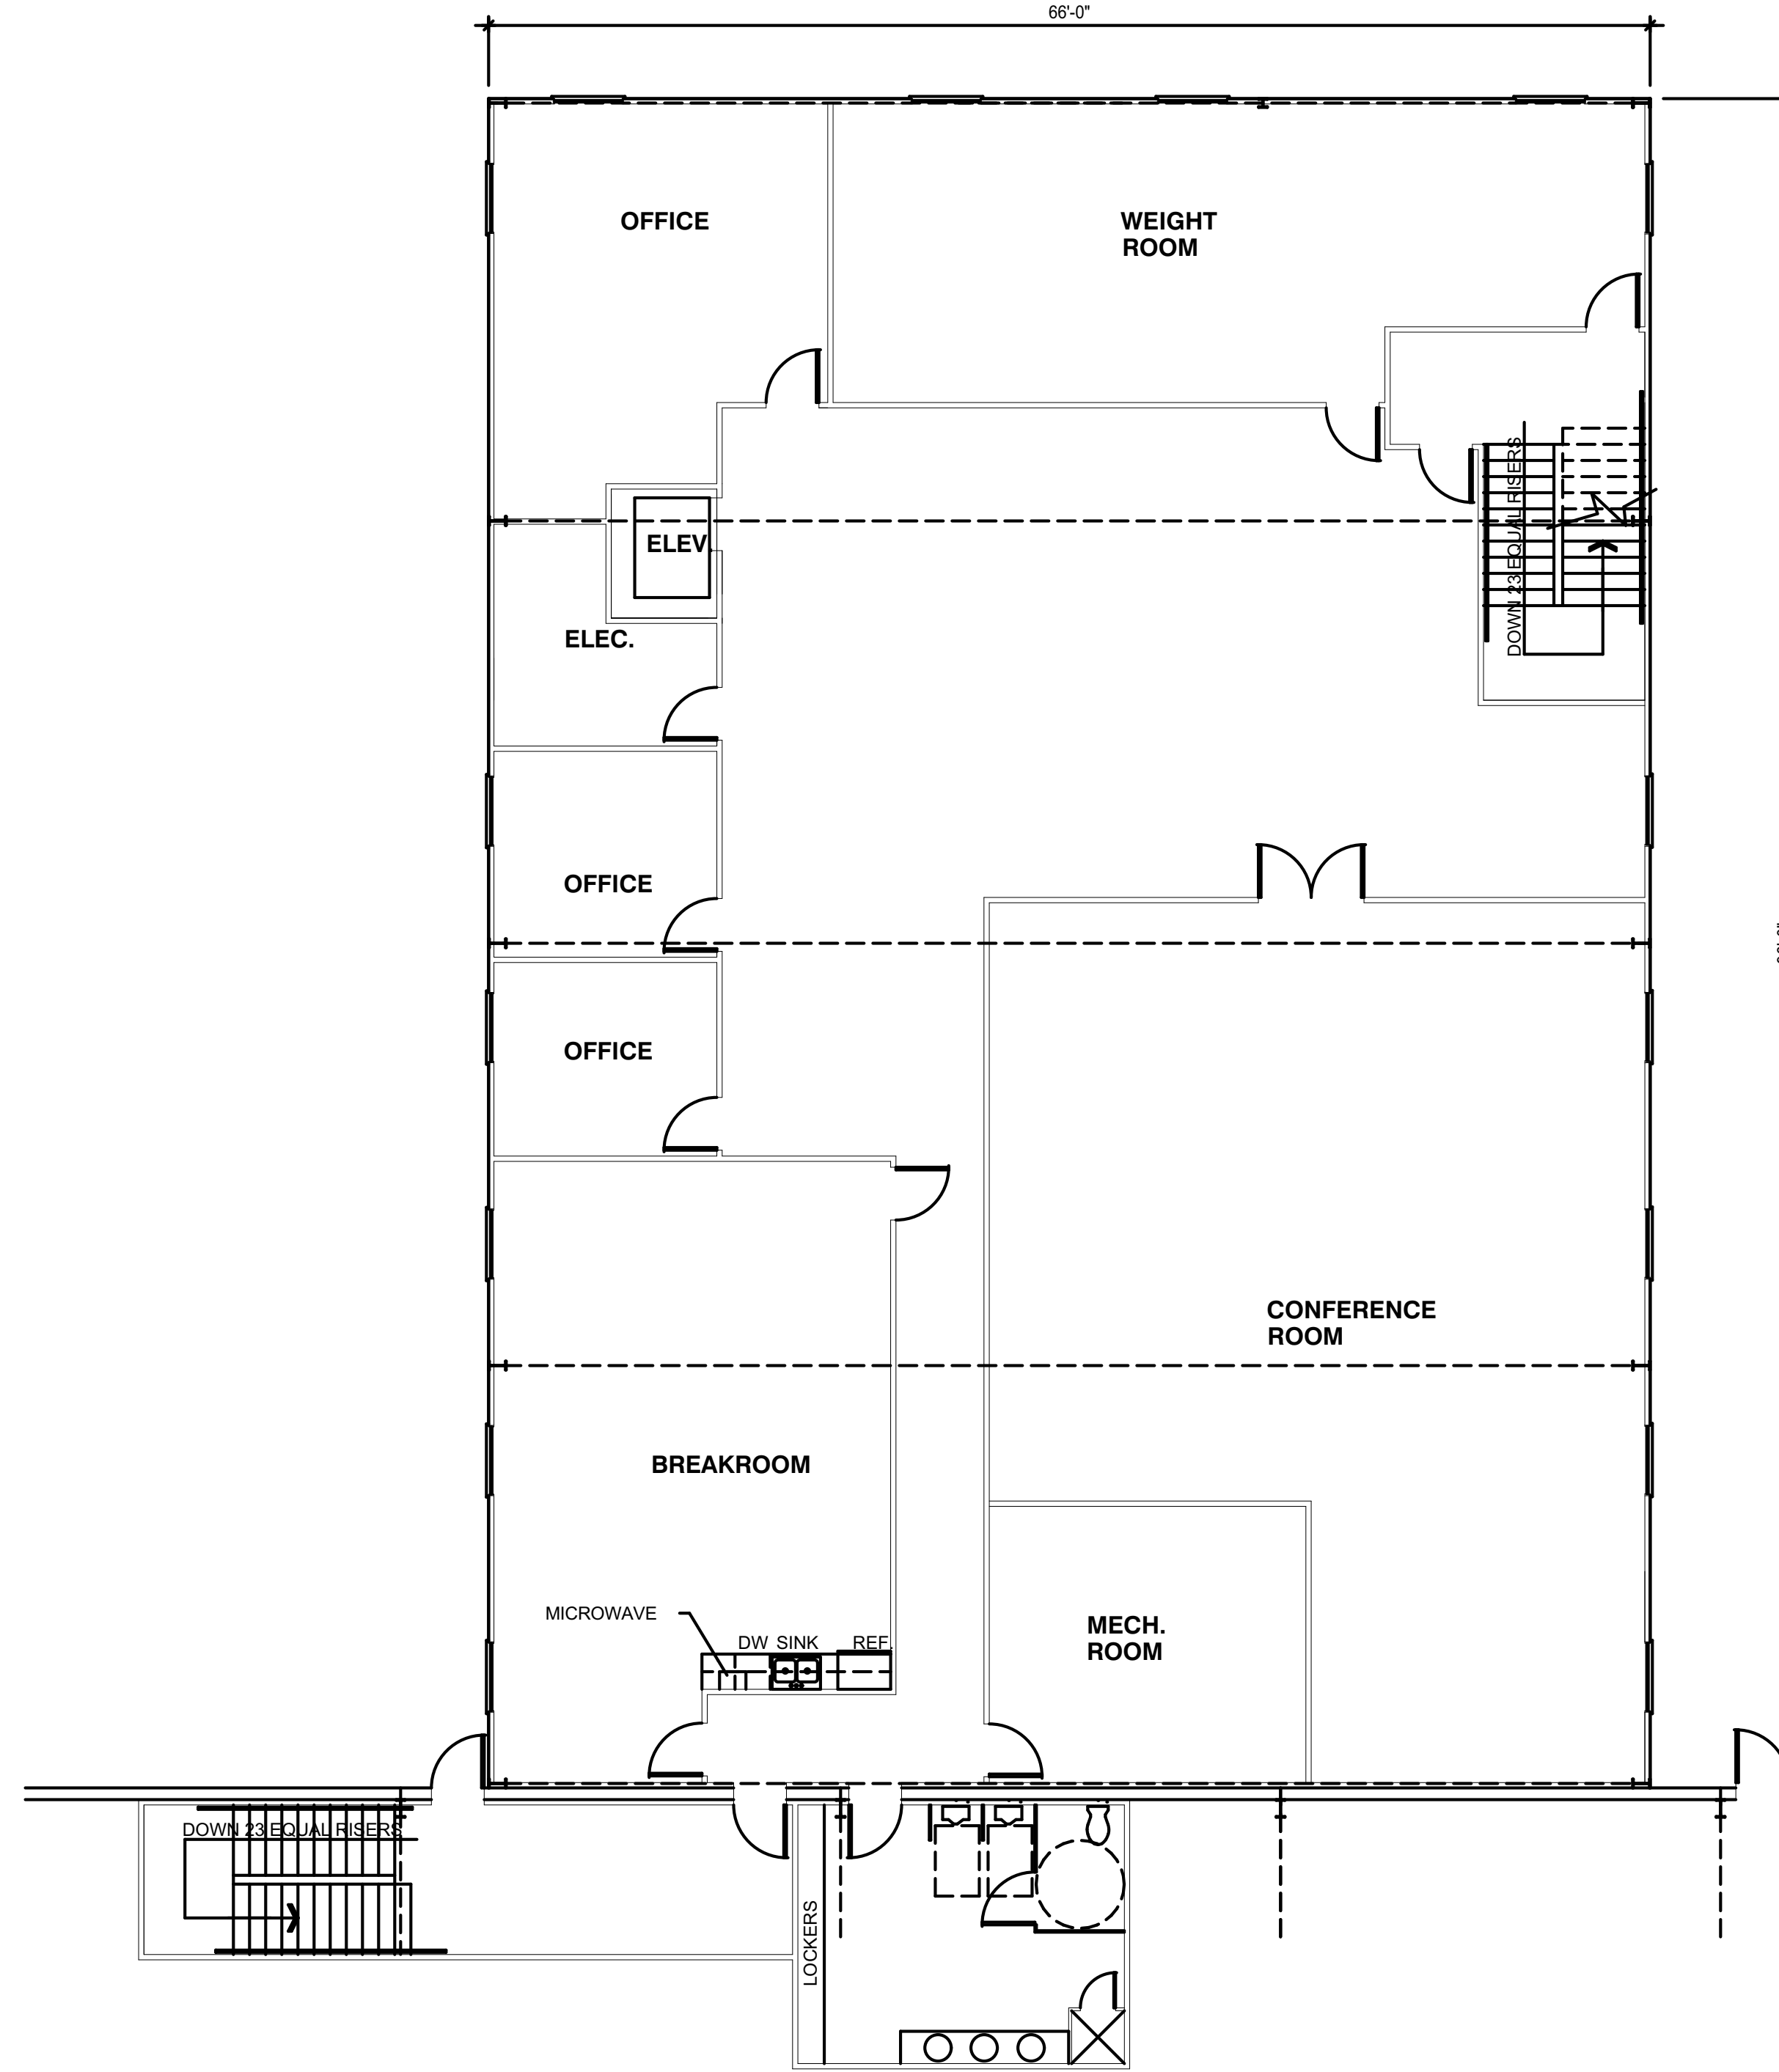 66'-0"
OFFICE
WEIGHT
ROOM
DOWN 23 EQUAL RISERS
ELEV.
ELEC.
OFFICE
OFFICE
CONFERENCE
ROOM
BREAKROOM
MICROWAVE
DW SINK REF.
MECH.
ROOM
DOWN 23 EQUAL RISERS
LOCKERS